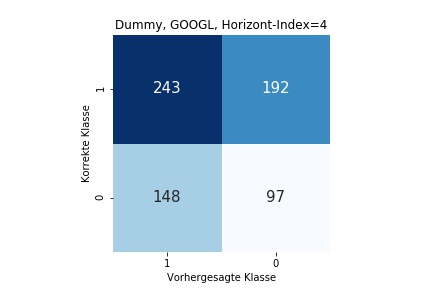 Dummy, GOOGL, Horizont-Index=4
Korrekte Klasse
1
243
192
0
148
97
1
0
Vorhergesagte Klasse